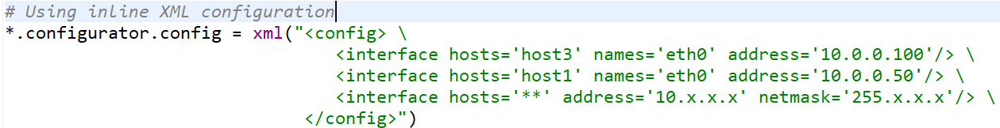 # Using inline XML configuration
*.configurator.config = xml("<config> \
<interface hosts='host3' names='eth0' address='10.0.0.100'/> \
<interface hosts='host1' names='eth0' address='10.0.0.50'/> \
<interface hosts='**' address='10.x.x.x' netmask='255.x.x.x'/> \
</config>")